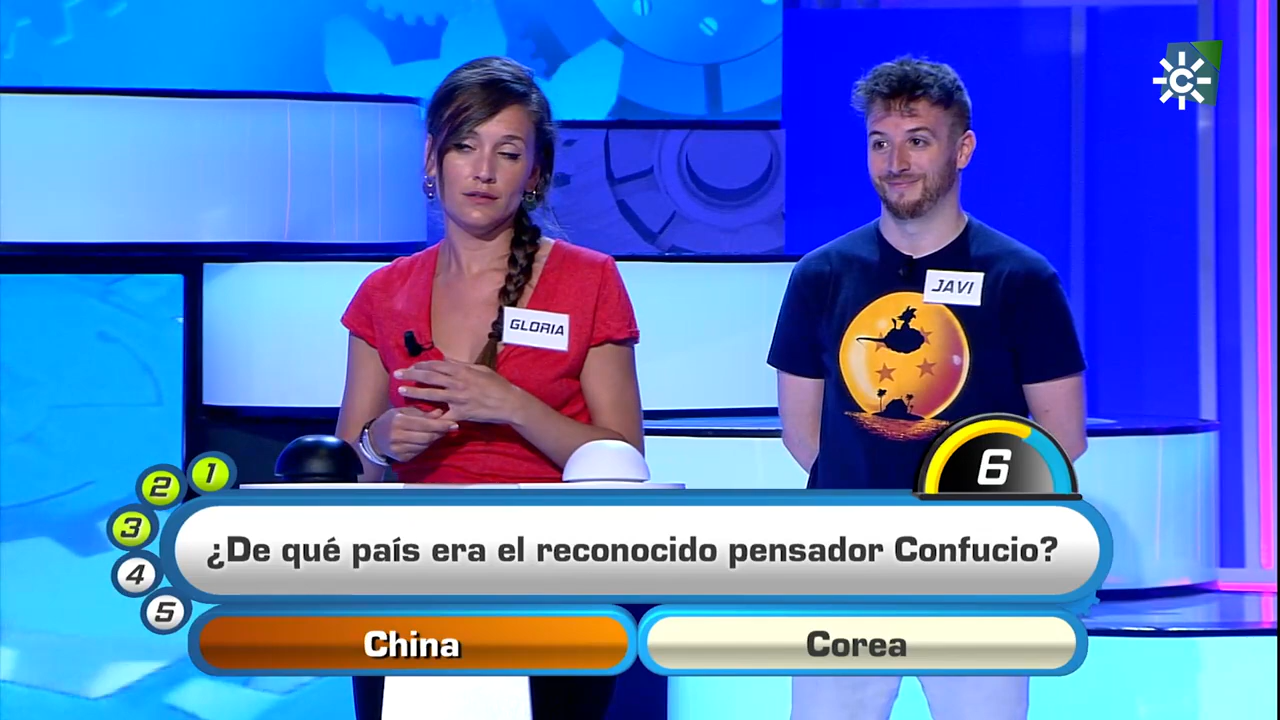 C
GLORIA
JAVI
6
1
2
3
4
5
¿De qué país era el reconocido pensador Confucio?
China
Corea